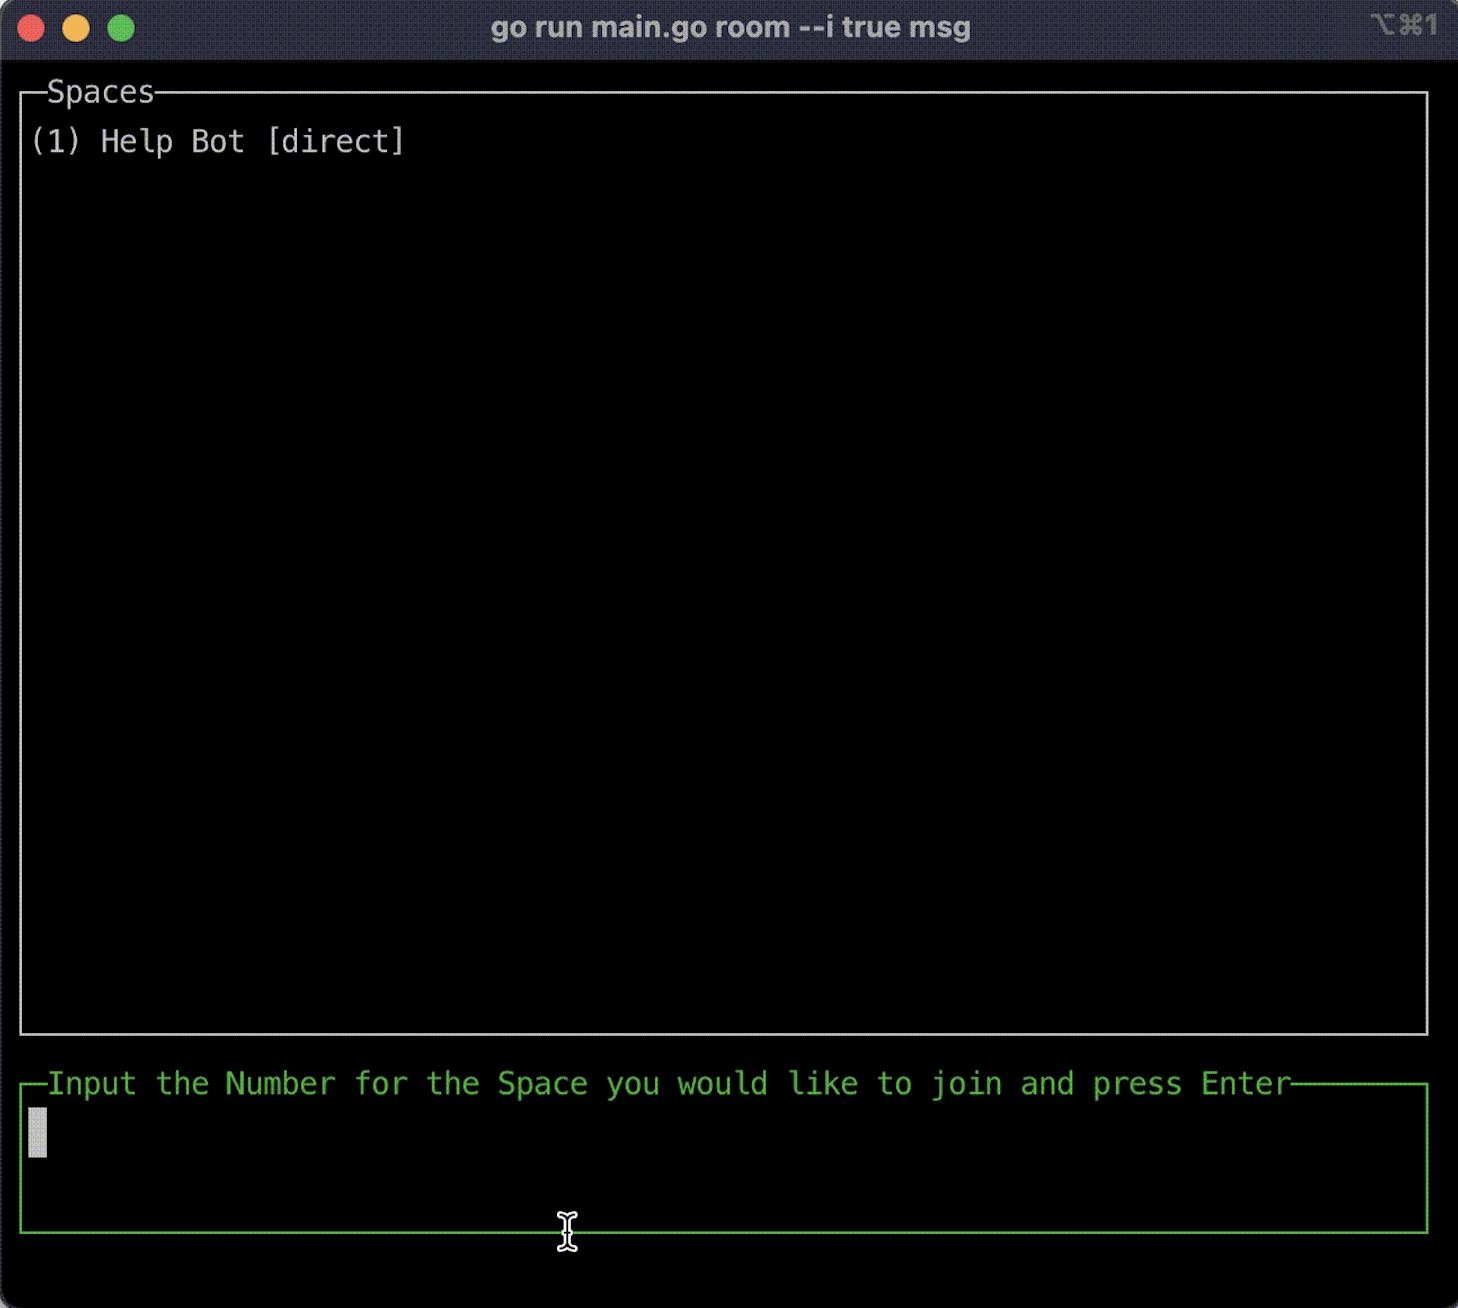 go run main.go room --i true msg
⌥⌘1
Spaces
(1) Help Bot [direct]
Input the Number for the Space you would like to join and press Enter